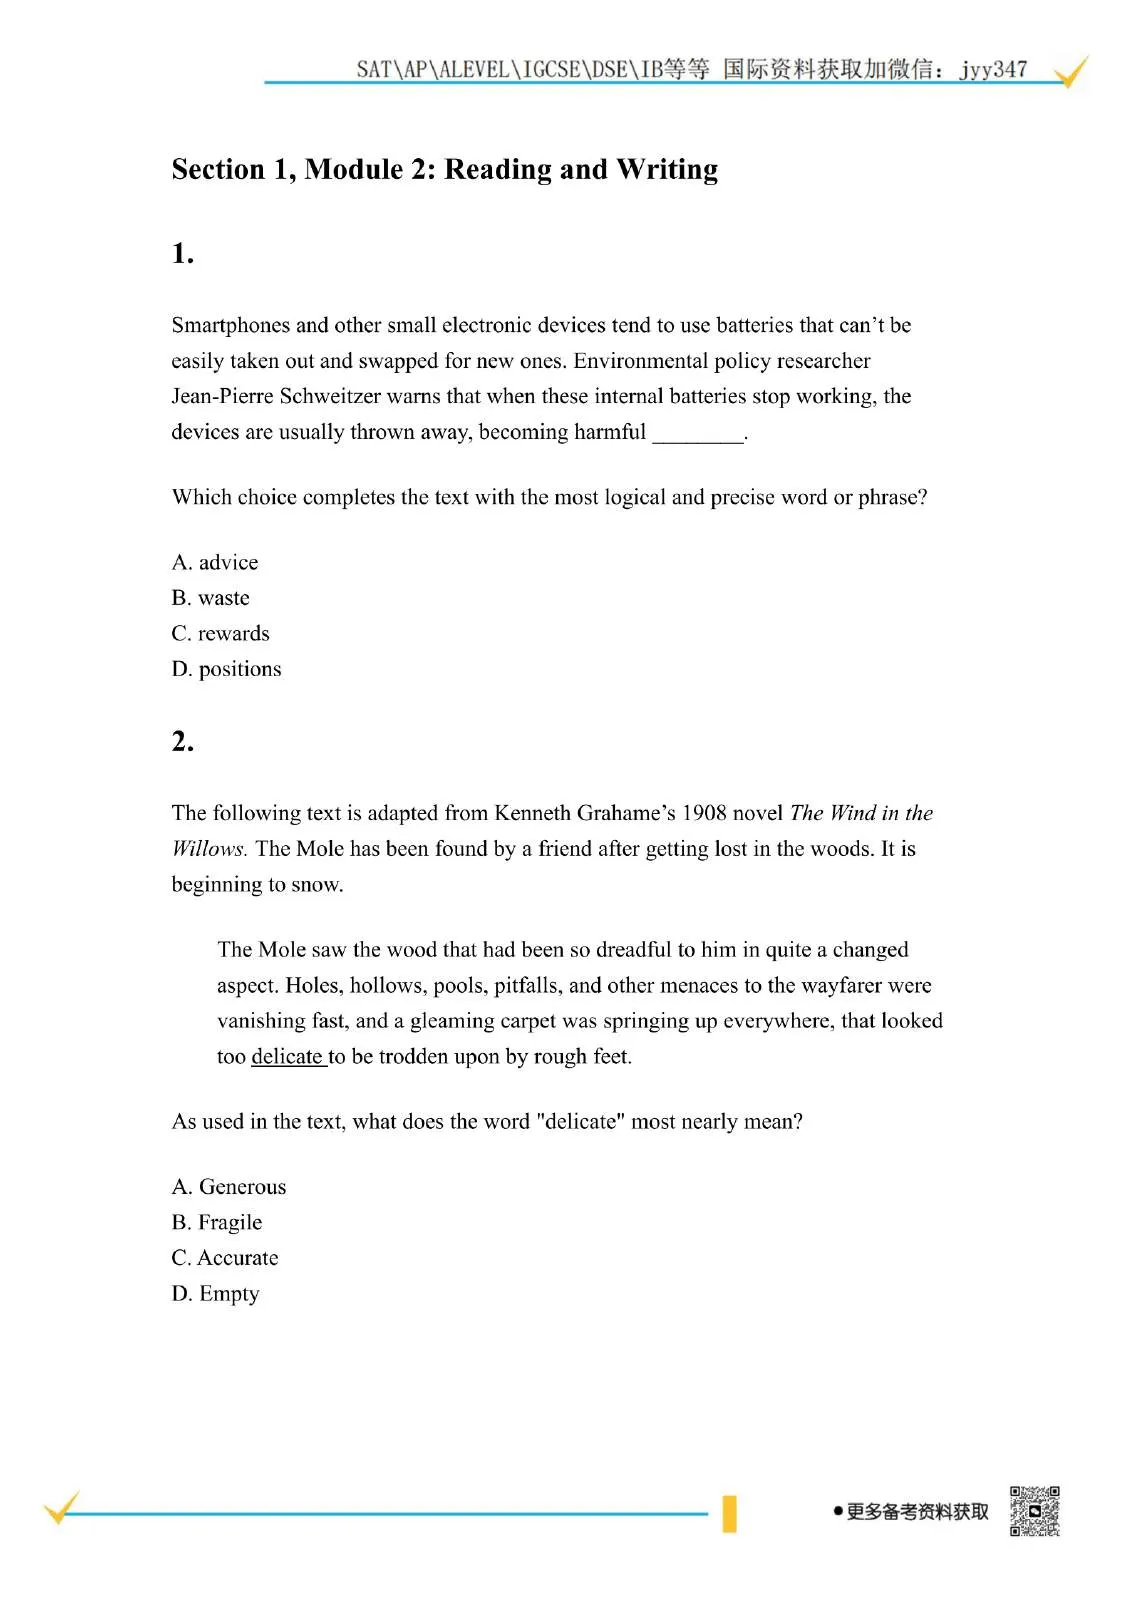 SAT\AP\ALEVEL\IGCSE\DSE\IB等等 国际资料获取加微信：jyy347
Section 1, Module 2: Reading and Writing
1.
Smartphones and other small electronic devices tend to use batteries that can’t be
easily taken out and swapped for new ones. Environmental policy researcher
Jean-Pierre Schweitzer warns that when these internal batteries stop working, the
devices are usually thrown away, becoming harmful ________.
Which choice completes the text with the most logical and precise word or phrase?
A. advice
B. waste
C. rewards
D. positions
2.
The following text is adapted from Kenneth Grahame’s 1908 novel The Wind in the
Willows. The Mole has been found by a friend after getting lost in the woods. It is
beginning to snow.
The Mole saw the wood that had been so dreadful to him in quite a changed
aspect. Holes, hollows, pools, pitfalls, and other menaces to the wayfarer were
vanishing fast, and a gleaming carpet was springing up everywhere, that looked
too delicate to be trodden upon by rough feet.
As used in the text, what does the word "delicate" most nearly mean?
A. Generous
B. Fragile
C. Accurate
D. Empty
●更多备考资料获取